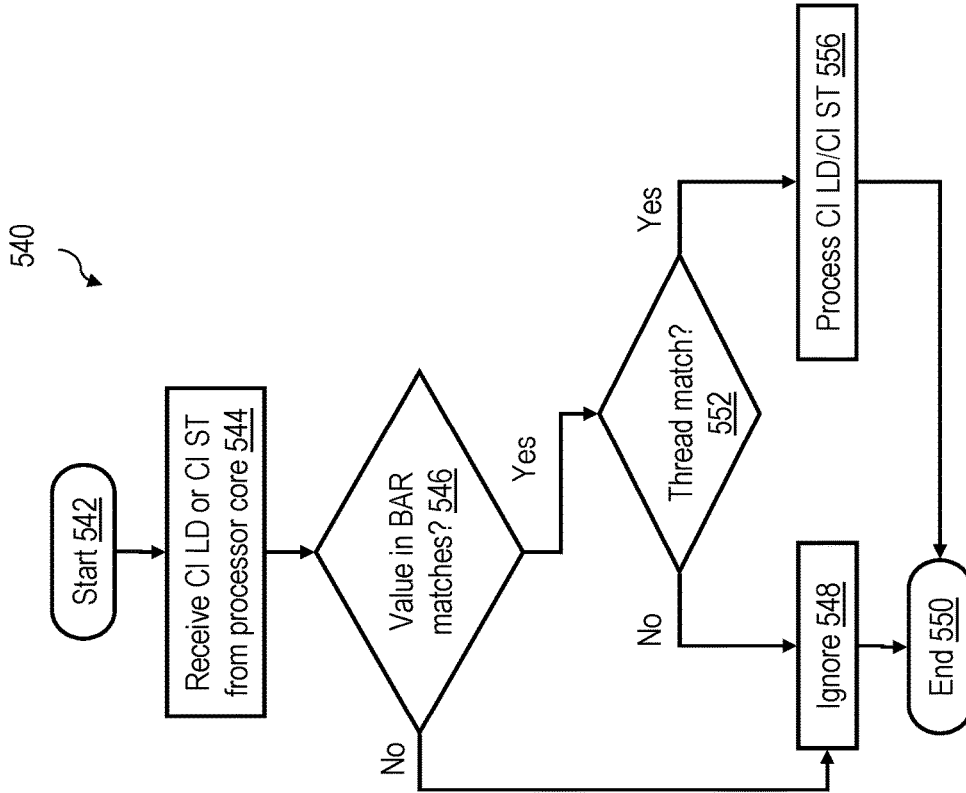 540
Start 542
Receive CI LD or CI ST
from processor core 544
Value in BAR
matches? 546
No
Yes
Thread match?
552
No
Yes
Ignore 548
Process CI LD/CI ST 556
End 550